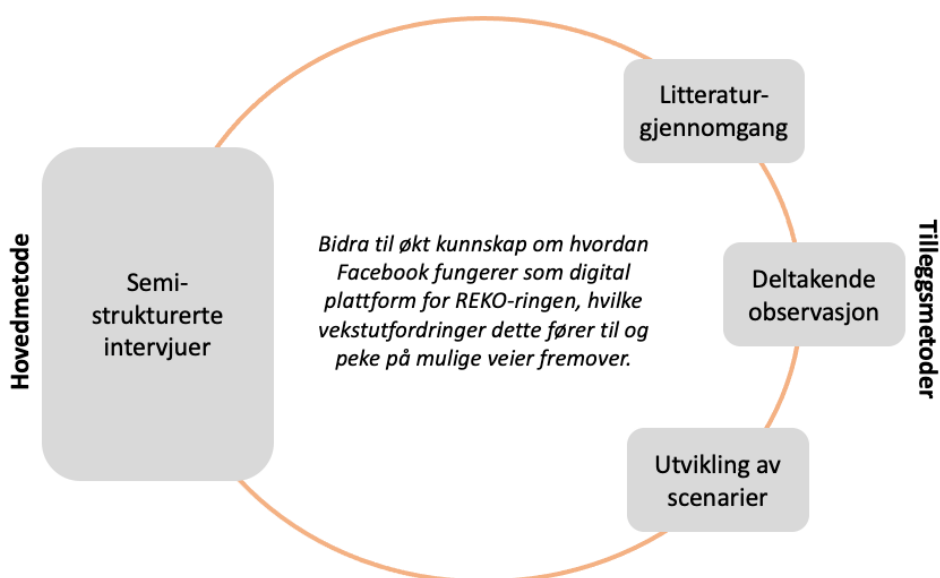 Hovedmetode
Semi-
strukturerte
intervjuer
Bidra til økt kunnskap om hvordan
Facebook fungerer som digital
plattform for REKO-ringen, hvilke
vekstutfordringer dette fører til og
peke på mulige veier fremover.
Litteratur-
gjennomgang
Deltakende
observasjon
Utvikling av
scenarier
Tilleggsmetoder